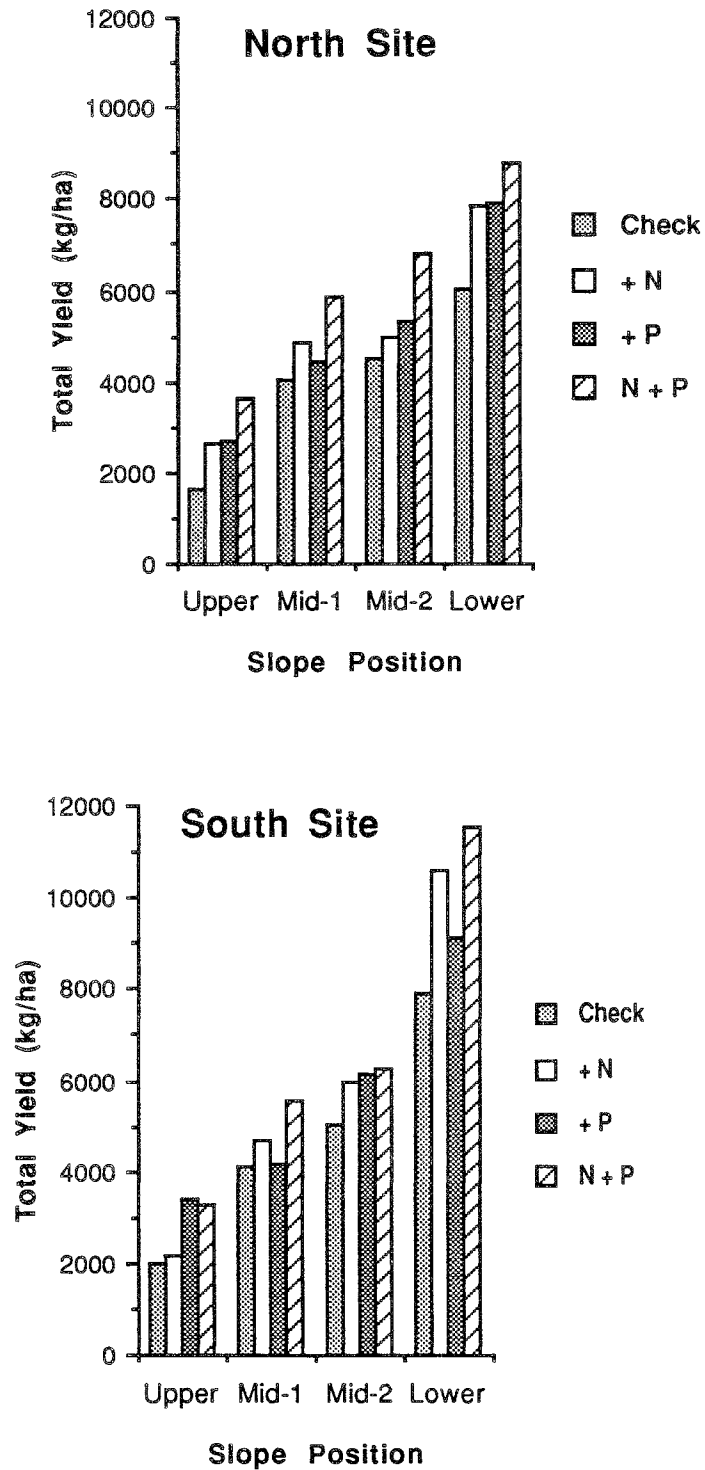 North Site
Total Yield (kg/ha)
12000
10000
8000
6000
4000
2000
0
Upper Mid-1 Mid-2 Lower
Slope Position
Check
+ N
+ P
N + P
South Site
Total Yield (kg/ha)
12000
10000
8000
6000
4000
2000
0
Upper Mid-1 Mid-2 Lower
Slope Position
Check
+ N
+ P
N + P